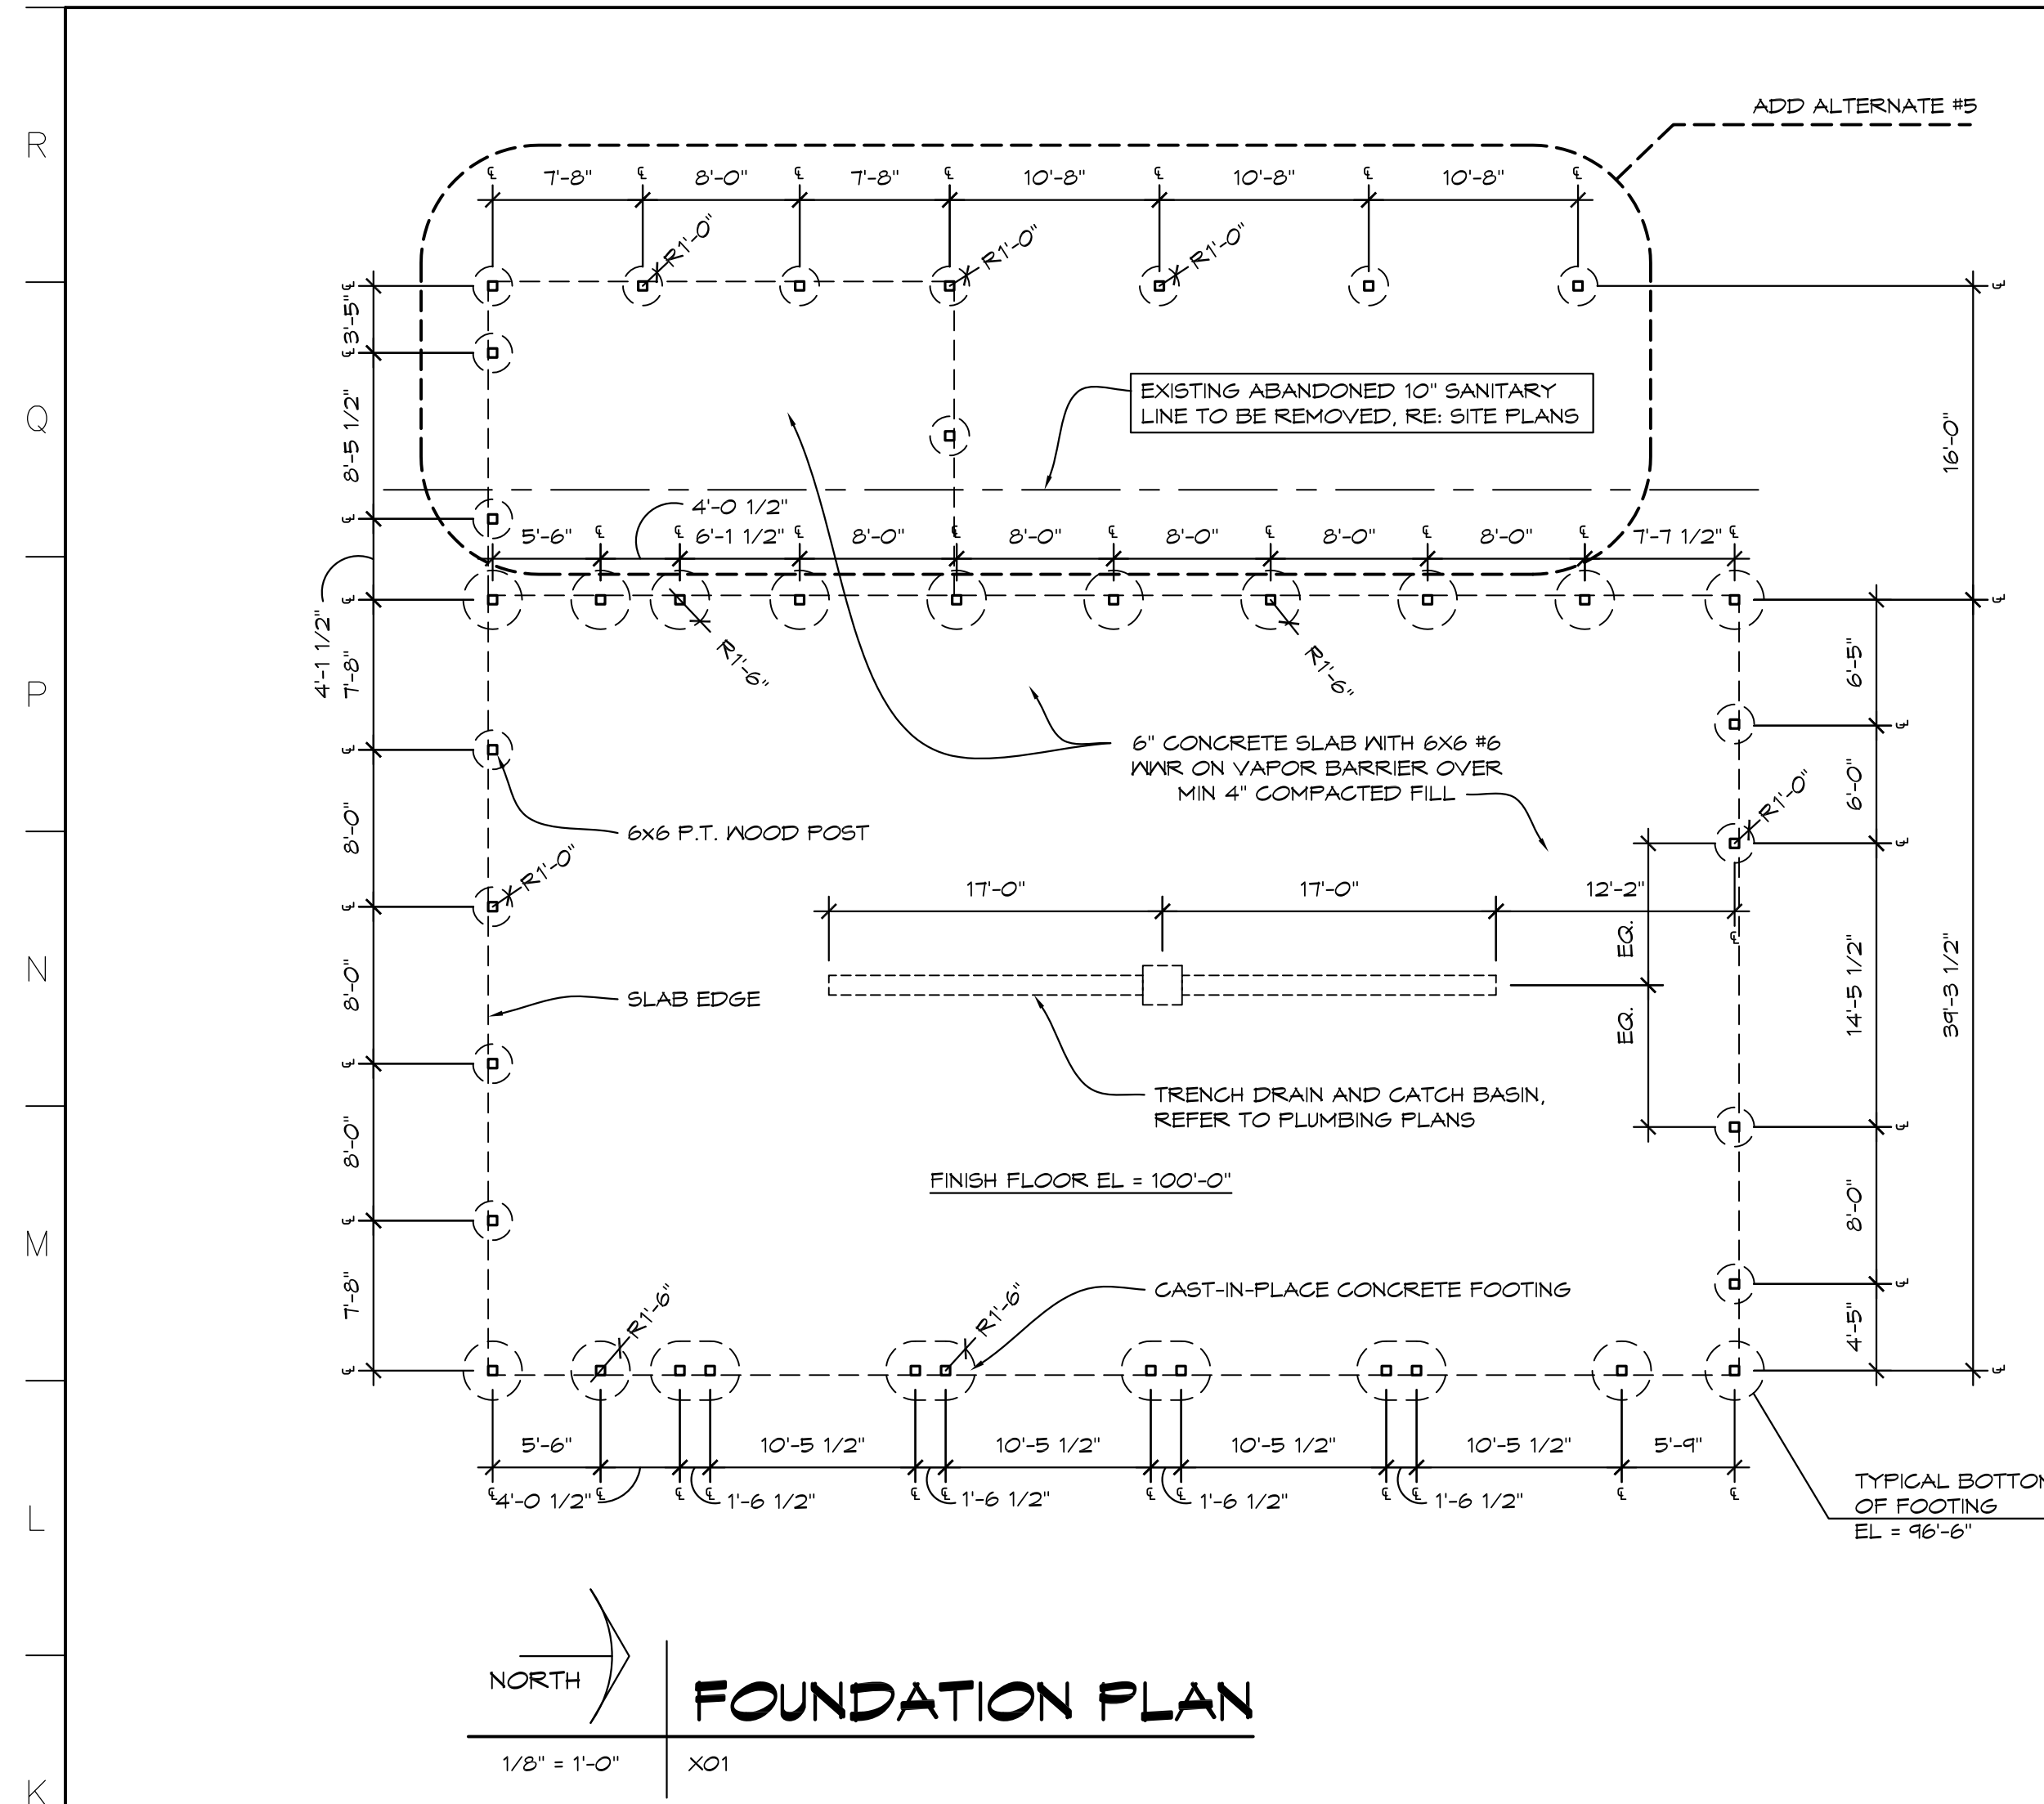 ADD ALTERNATE #5
R
℄ 7'-8" ℄ 8'-0" ℄ 7'-8" ℄ 10'-8" ℄ 10'-8" ℄ 10'-8" ℄
R1'-0" R1'-0" R1'-0"
℄ ℄
3'-5"
℄
Q
8'-5 1/2"
EXISTING ABANDONED 10" SANITARY
LINE TO BE REMOVED, RE: SITE PLANS
16'-0"
℄
4'-0 1/2"
5'-6" ℄ ℄ 6'-1 1/2" ℄ 8'-0" ℄ 8'-0" ℄ 8'-0" ℄ 8'-0" ℄ 8'-0" ℄ 7'-7 1/2" ℄
℄ ℄
4'-1 1/2"
7'-8"
R1'-6" R1'-6"
6'-5"
P
℄ ℄
6" CONCRETE SLAB WITH 6X6 #6
WWR ON VAPOR BARRIER OVER
MIN 4" COMPACTED FILL
6'-0"
R1'-0"
6x6 P.T. WOOD POST
8'-0"
℄
R1'-0"
17'-0" 17'-0" 12'-2"
℄ ℄
EQ.
N
8'-0"
SLAB EDGE
14'-5 1/2"
39'-3 1/2"
EQ.
℄
TRENCH DRAIN AND CATCH BASIN,
REFER TO PLUMBING PLANS
℄
8'-0"
FINISH FLOOR EL = 100'-0"
8'-0"
℄
M
℄
7'-8"
R1'-6" R1'-6"
CAST-IN-PLACE CONCRETE FOOTING
4'-5"
℄ ℄
5'-6" 10'-5 1/2" 10'-5 1/2" 10'-5 1/2" 10'-5 1/2" 5'-9"
℄ 4'-0 1/2" ℄ ℄ ℄ 1'-6 1/2" ℄ ℄ 1'-6 1/2" ℄ ℄ 1'-6 1/2" ℄ ℄ 1'-6 1/2" ℄ ℄
L
TYPICAL BOTTOM
OF FOOTING
EL = 96'-6"
NORTH
FOUNDATION PLAN
1/8" = 1'-0"
X01
K